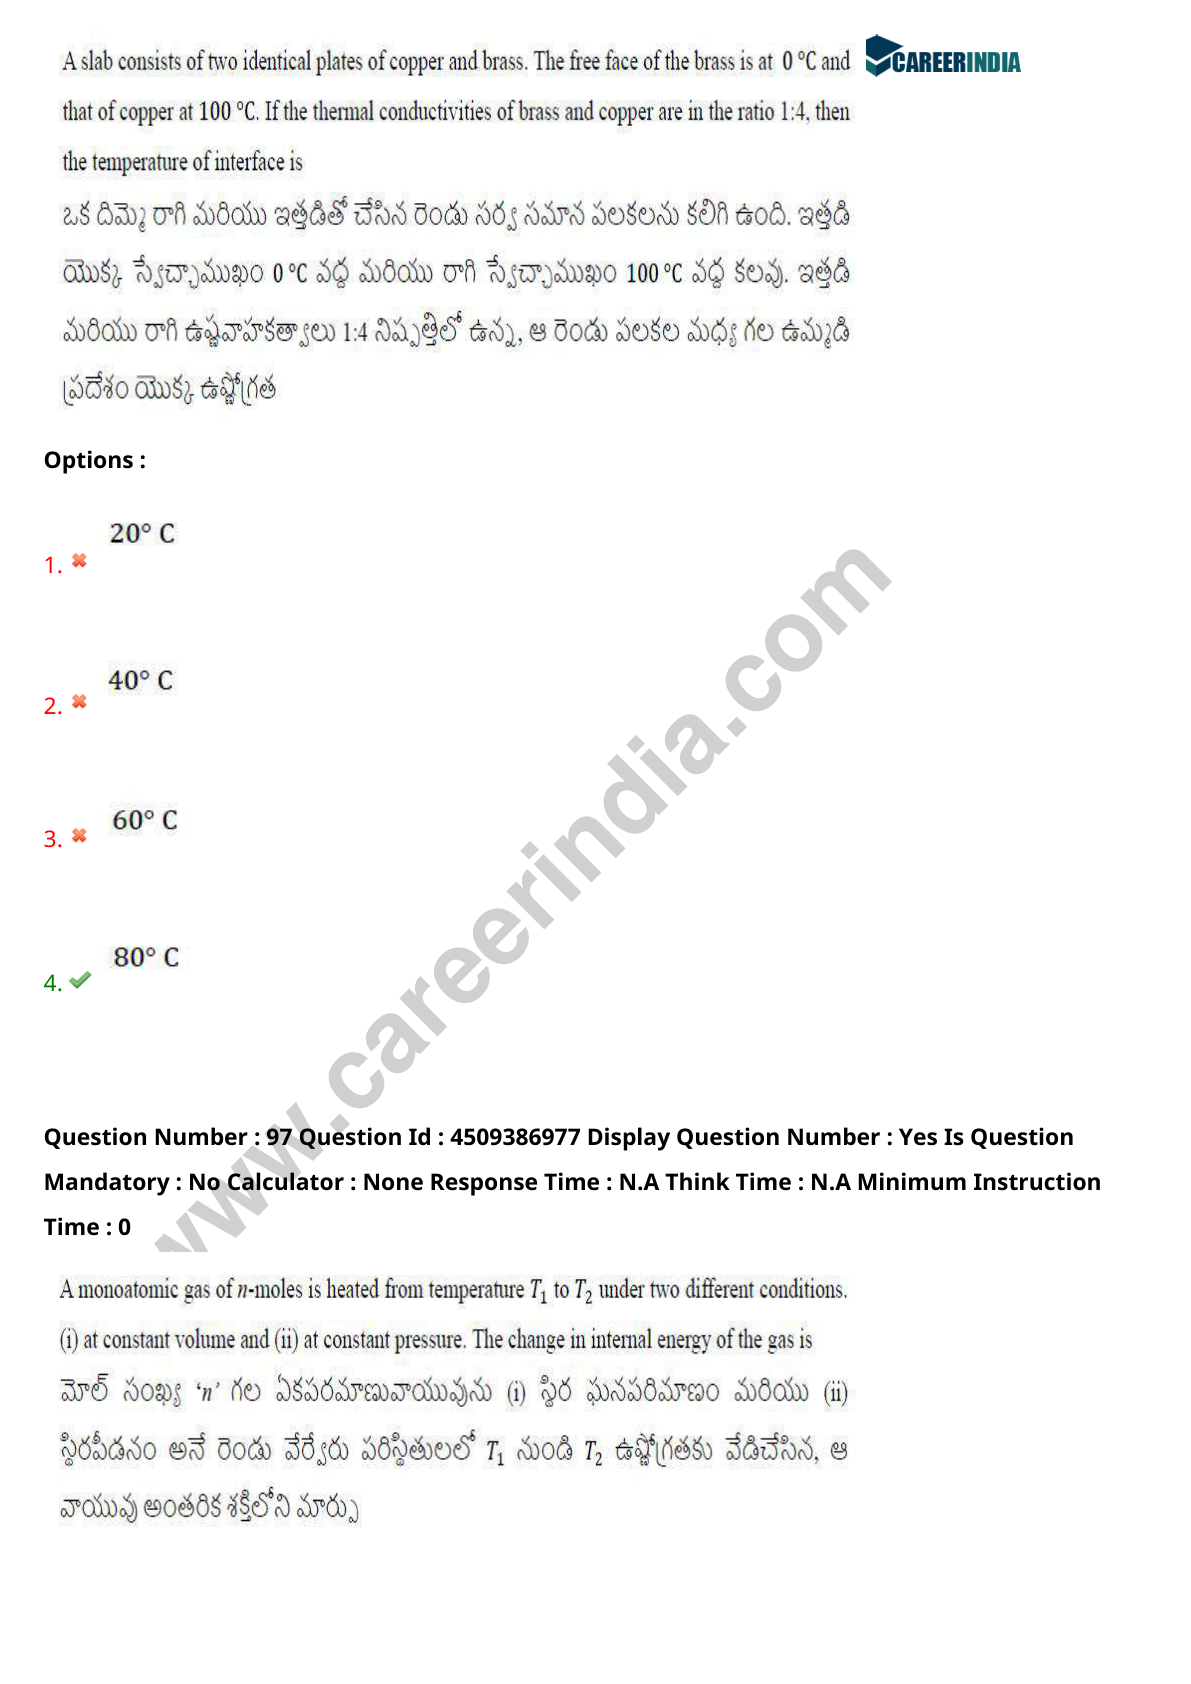 A slab consists of two identical plates of copper and brass. The free face of the brass is at 0 °C and
CAREERINDIA
that of copper at 100 °C. If the thermal conductivities of brass and copper are in the ratio 1:4, then
the temperature of interface is
ఒక దిమ్మె రాగి మరియు ఇత్తడితో చేసిన రెండు సర్వ సమాన పలకలను కలిగి ఉంది. ఇత్తడి
యొక్క స్వేచ్ఛాముఖం 0 °C వద్ద మరియు రాగి స్వేచ్ఛాముఖం 100 °C వద్ద కలవు. ఇత్తడి
మరియు రాగి ఉష్ణవాహకత్వాలు 1:4 నిష్పత్తిలో ఉన్న, ఆ రెండు పలకల మధ్య గల ఉమ్మడి
ప్రదేశం యొక్క ఉష్ణోగ్రత
Options :
1. 20° C
2. 40° C
3. 60° C
4. 80° C
www.careerindia.com
Question Number : 97 Question Id : 4509386977 Display Question Number : Yes Is Question
Mandatory : No Calculator : None Response Time : N.A Think Time : N.A Minimum Instruction
Time : 0
A monoatomic gas of n-moles is heated from temperature T₁ to T₂ under two different conditions.
(i) at constant volume and (ii) at constant pressure. The change in internal energy of the gas is
మోల్ సంఖ్య ‘n’ గల ఏకపరమాణువాయువును (i) స్థిర ఘనపరిమాణం మరియు (ii)
స్థిరపీడనం అనే రెండు వేర్వేరు పరిస్థితులలో T₁ నుండి T₂ ఉష్ణోగ్రతకు వేడిచేసిన, ఆ
వాయువు అంతరిక శక్తిలోని మార్పు